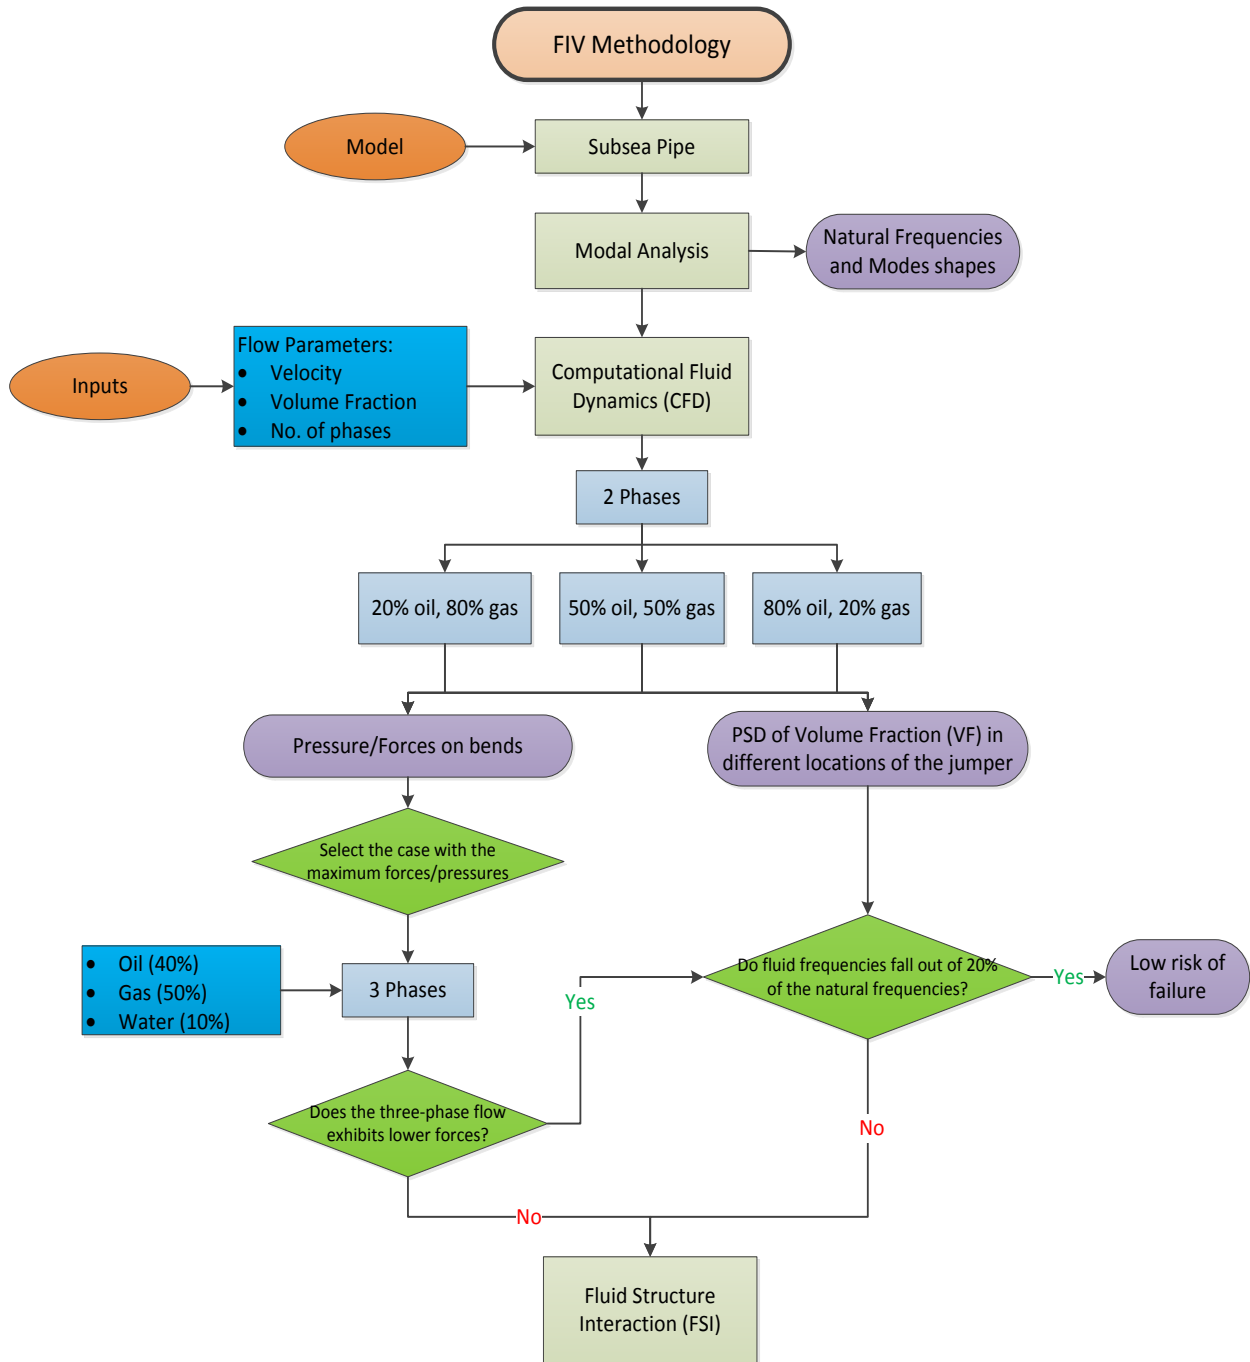 FIV Methodology
Model
Subsea Pipe
Modal Analysis
Natural Frequencies
and Modes shapes
Inputs
Flow Parameters:
• Velocity
• Volume Fraction
• No. of phases
Computational Fluid
Dynamics (CFD)
2 Phases
20% oil, 80% gas
50% oil, 50% gas
80% oil, 20% gas
Pressure/Forces on bends
PSD of Volume Fraction (VF) in
different locations of the jumper
Select the case with the
maximum forces/pressures
• Oil (40%)
• Gas (50%)
• Water (10%)
3 Phases
Yes
Do fluid frequencies fall out of 20%
of the natural frequencies?
Yes
Low risk of
failure
Does the three-phase flow
exhibits lower forces?
No
No
Fluid Structure
Interaction (FSI)